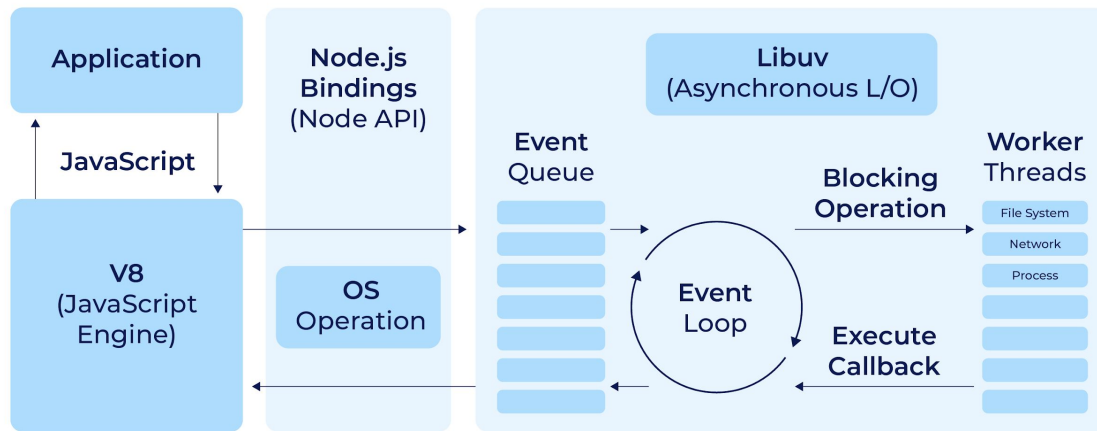 Application
JavaScript
V8
(JavaScript
Engine)
Node.js
Bindings
(Node API)
OS
Operation
Libuv
(Asynchronous L/O)
Event
Queue
Event
Loop
Blocking
Operation
Execute
Callback
Worker
Threads
File System
Network
Process